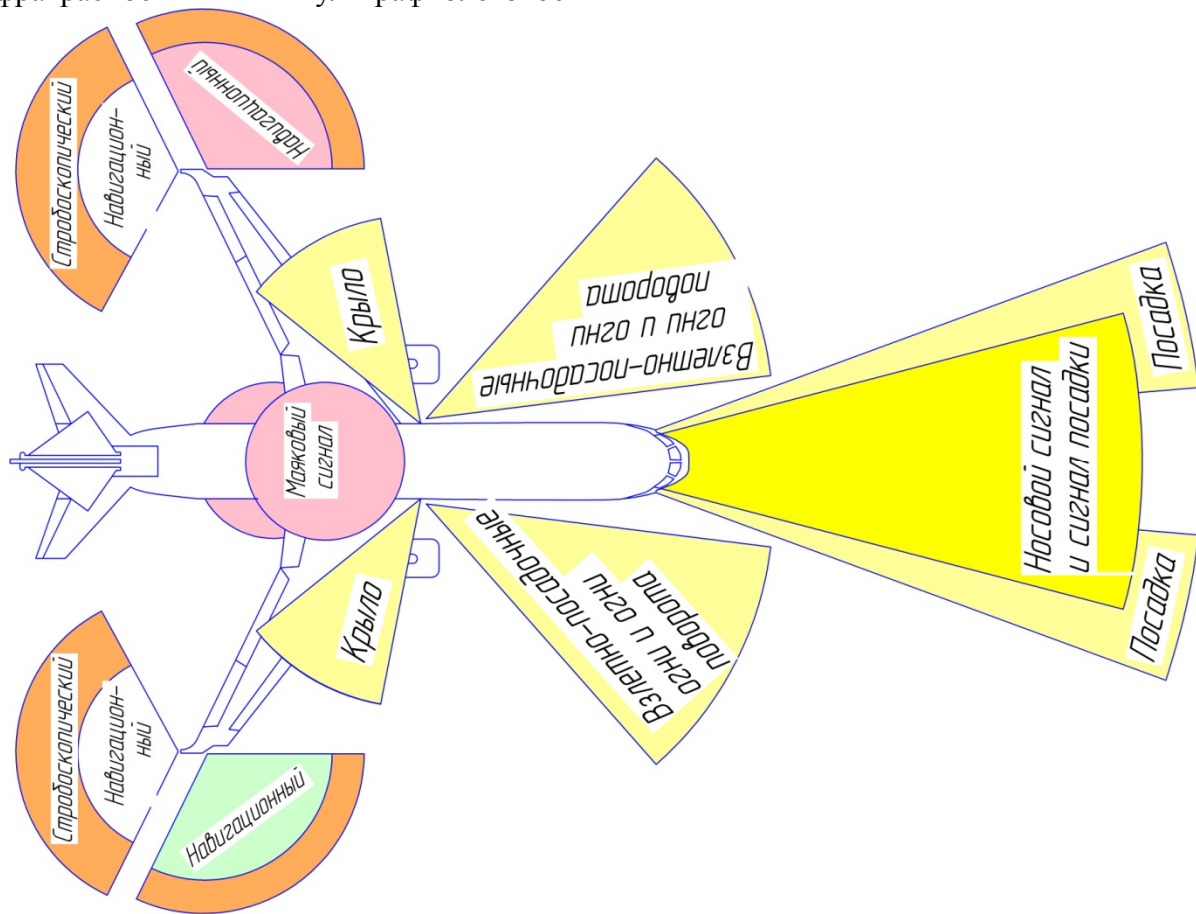 Стробоскопический
Навигацион-
ный
Навигационный
Крыло
Взлетно-посадочные
огни и огни
поворота
Маяковый
сигнал
Посадка
Носовой сигнал
и сигнал посадки
Посадка
Крыло
Взлетно-посадочные
огни и огни
поворота
Стробоскопический
Навигацион-
ный
Навигационный